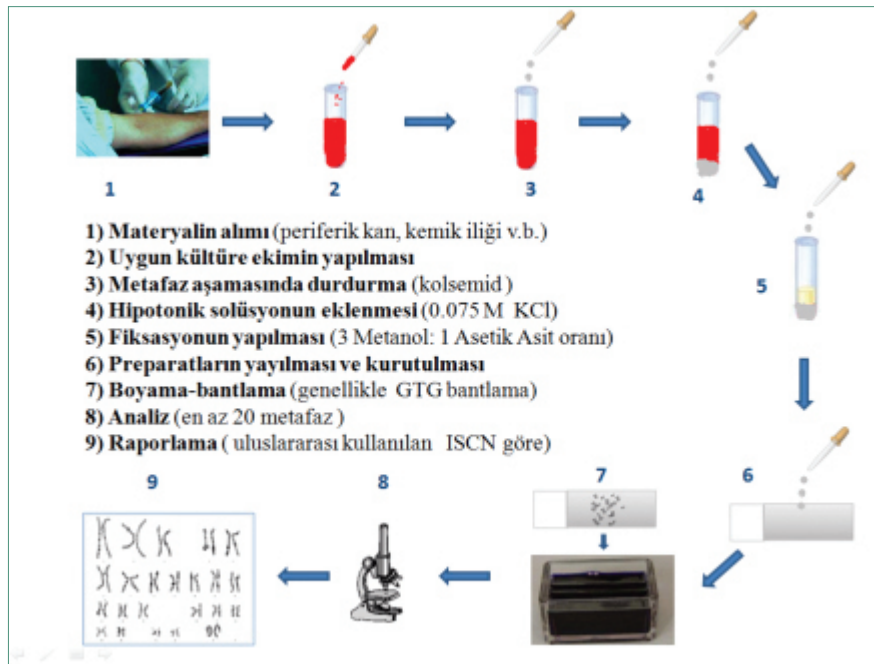 1
2
3
4
5
1) Materyalin alımı (periferik kan, kemik iliği v.b.)
2) Uygun kültüre ekimin yapılması
3) Metafaz aşamasında durdurma (kolsemid )
4) Hipotonik solüsyonun eklenmesi (0.075 M KCl)
5) Fiksasyonun yapılması (3 Metanol: 1 Asetik Asit oranı)
6) Preparatların yayılması ve kurutulması
7) Boyama-bantlama (genellikle GTG bantlama)
8) Analiz (en az 20 metafaz )
9) Raporlama ( uluslararası kullanılan ISCN göre)
9
8
7
6